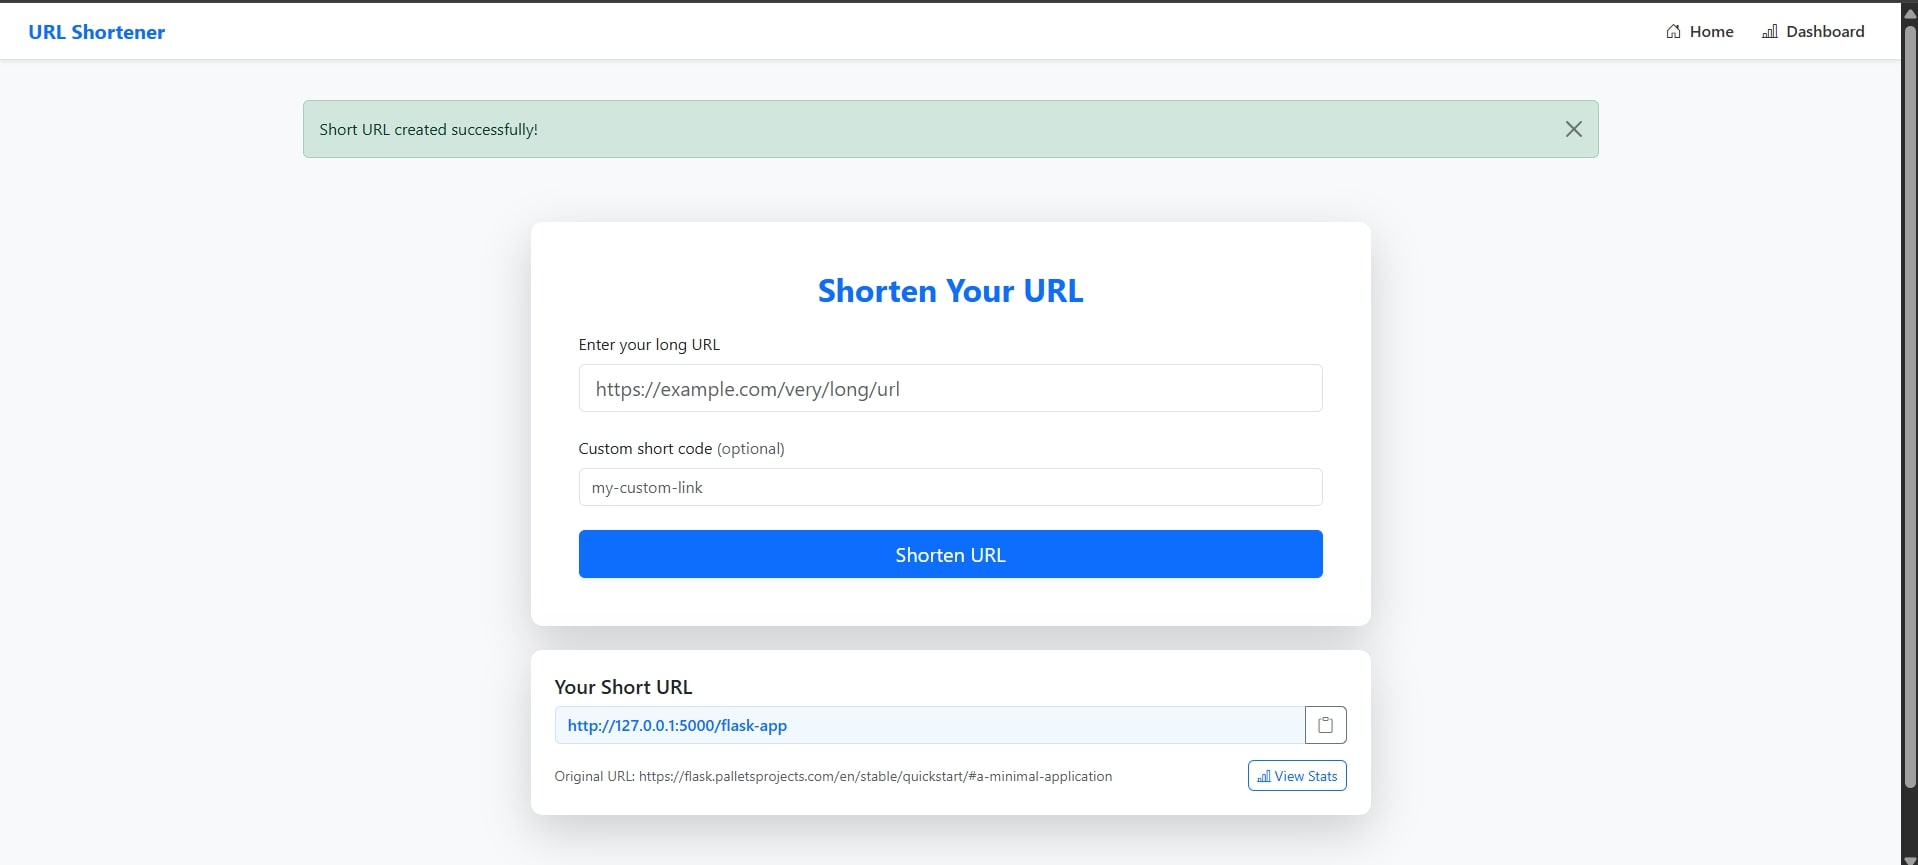 URL Shortener
Home
Dashboard
Short URL created successfully!
Shorten Your URL
Enter your long URL
https://example.com/very/long/url
Custom short code (optional)
my-custom-link
Shorten URL
Your Short URL
http://127.0.0.1:5000/flask-app
Original URL: https://flask.palletsprojects.com/en/stable/quickstart/#a-minimal-application
View Stats